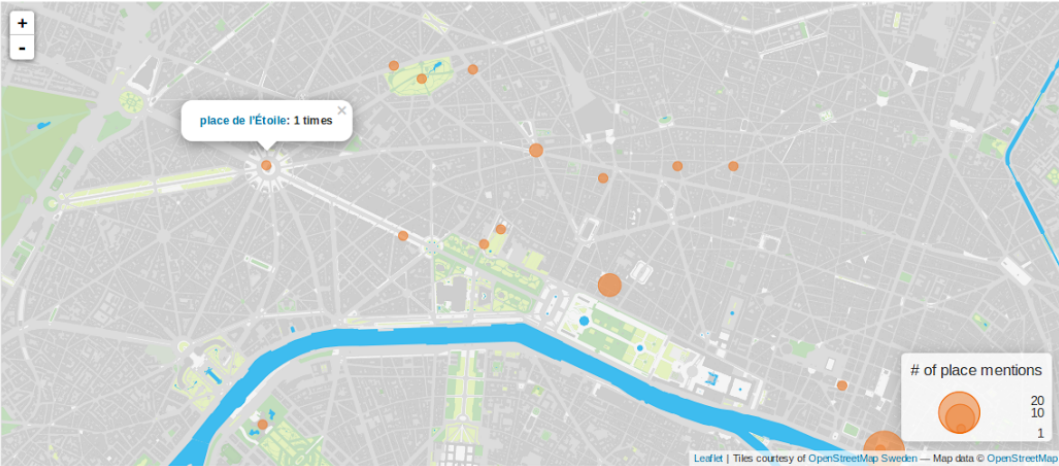 +
-
place de l'Étoile: 1 times ×
# of place mentions
20
10
1
Leaflet | Tiles courtesy of OpenStreetMap Sweden — Map data © OpenStreetMap